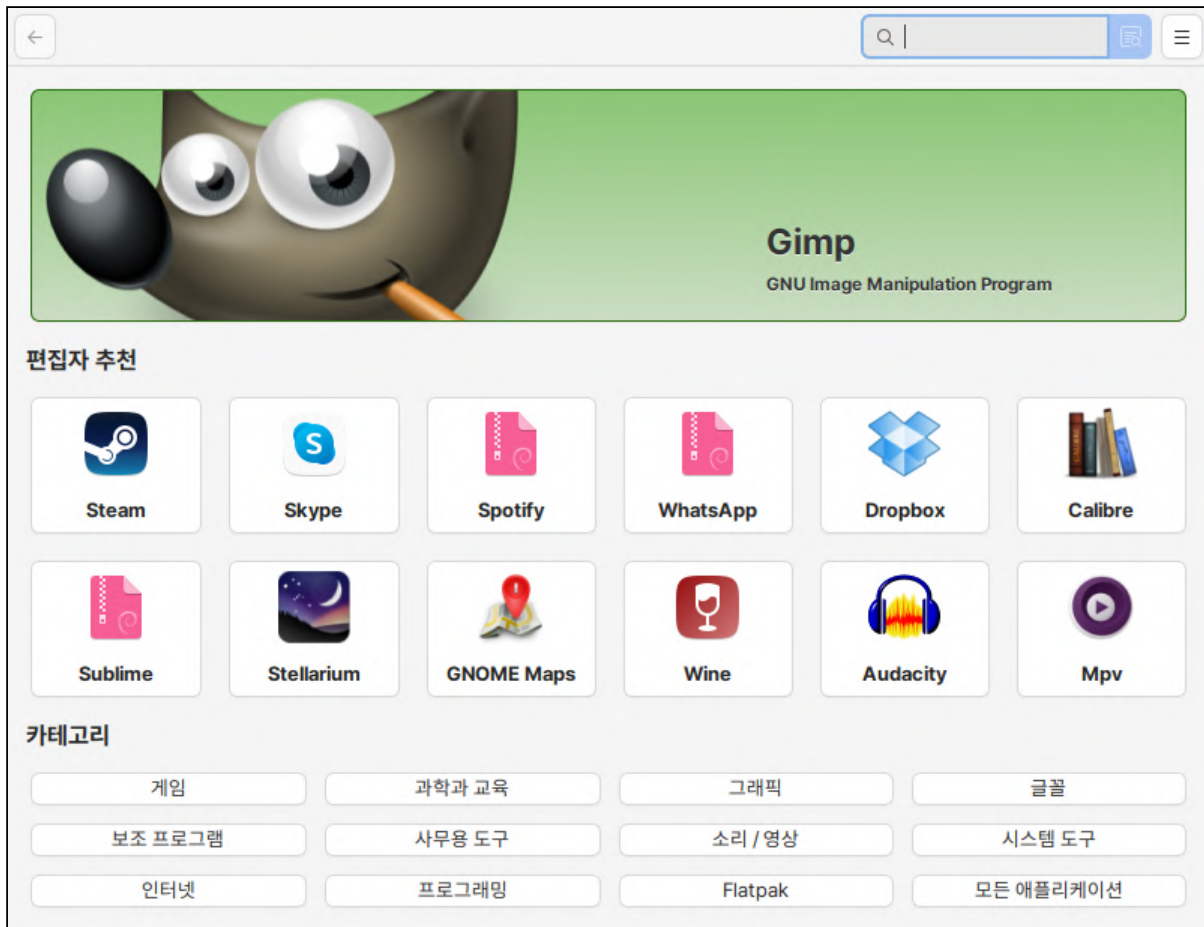 Gimp
GNU Image Manipulation Program
편집자 추천
Steam
Skype
Spotify
WhatsApp
Dropbox
Calibre
Sublime
Stellarium
GNOME Maps
Wine
Audacity
Mpv
카테고리
게임
과학과 교육
그래픽
글꼴
보조 프로그램
사무용 도구
소리 / 영상
시스템 도구
인터넷
프로그래밍
Flatpak
모든 애플리케이션